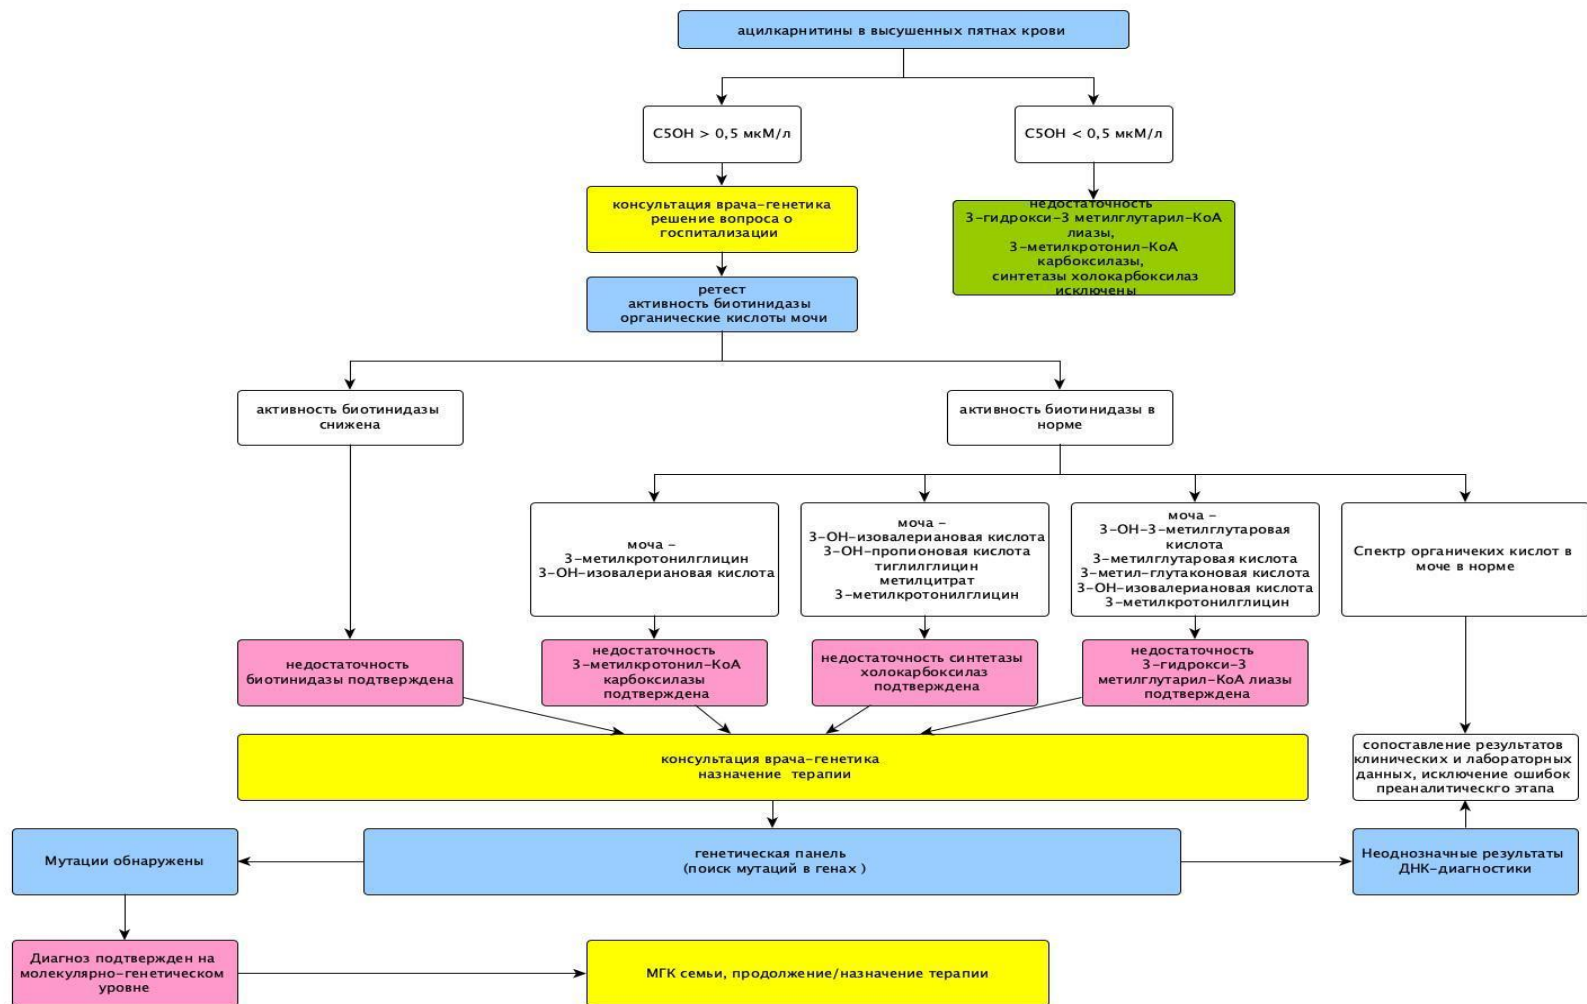 ацилкарнитины в высушенных пятнах крови
C5OH > 0,5 мкМ/л
C5OH < 0,5 мкМ/л
консультация врача-генетика
решение вопроса о
госпитализации
недостаточность
3-гидрокси-3 метилглутарил-КоА
лиазы,
3-метилкротонил-КоА
карбоксилазы,
синтетазы холокарбоксилаз
исключены
ретест
активность биотинидазы
органические кислоты мочи
активность биотинидазы
снижена
активность биотинидазы в
норме
моча -
3-метилкротонилглицин
3-ОН-изовалериановая кислота
моча -
3-ОН-изовалериановая кислота
3-ОН-пропионовая кислота
тиглилглицин
метилцитрат
3-метилкротонилглицин
моча -
3-ОН-3-метилглутаровая
кислота
3-метилглутаровая кислота
3-метил-глутаконовая кислота
3-ОН-изовалериановая кислота
3-метилкротонилглицин
Спектр органичеких кислот в
моче в норме
недостаточность
биотинидазы подтверждена
недостаточность
3-метилкротонил-КоА
карбоксилазы
подтверждена
недостаточность синтетазы
холокарбоксилаз
подтверждена
недостаточность
3-гидрокси-3
метилглутарил-КоА лиазы
подтверждена
консультация врача-генетика
назначение терапии
сопоставление результатов
клинических и лабораторных
данных, исключение ошибок
преаналитическго этапа
Мутации обнаружены
генетическая панель
(поиск мутаций в генах )
Неоднозначные результаты
ДНК-диагностики
Диагноз подтвержден на
молекулярно-генетическом
уровне
МГК семьи, продолжение/назначение терапии